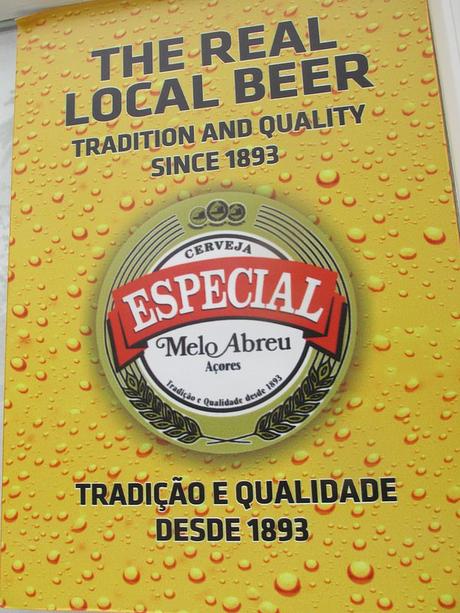 THE REAL
LOCAL BEER
TRADITION AND QUALITY
SINCE 1893
CERVEJA
ESPECIAL
Melo Abreu
Açores
Tradição e Qualidade desde 1893
TRADIÇÃO E QUALIDADE
DESDE 1893